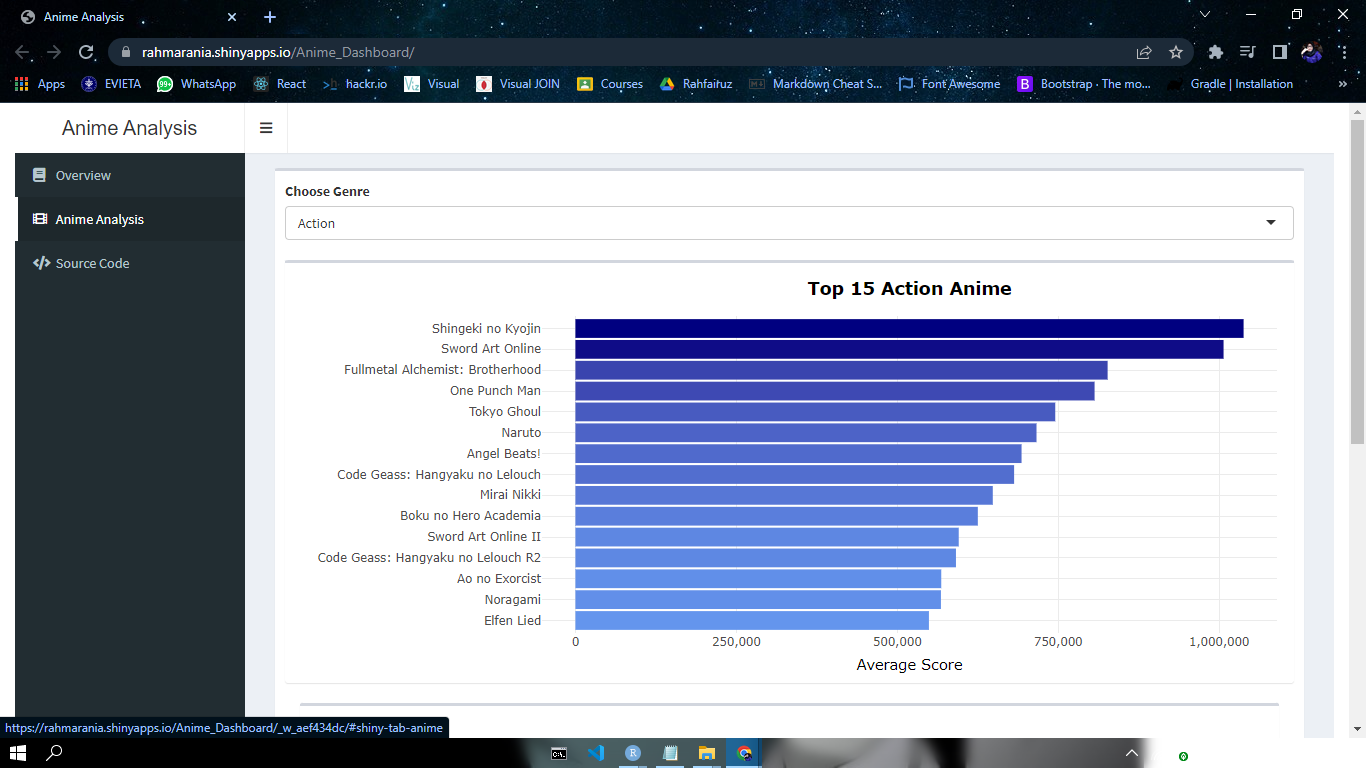 Anime Analysis
rahmarania.shinyapps.io/Anime_Dashboard/
Apps EVIETA WhatsApp React hackr.io Visual Visual JOIN Courses Rahfaituz Markdown Cheat S... Font Awesome Bootstrap · The mo... Gradle | Installation »
99+
Anime Analysis
Overview
Anime Analysis
Source Code
Choose Genre
Action
Top 15 Action Anime
Shingeki no Kyojin
Sword Art Online
Fullmetal Alchemist: Brotherhood
One Punch Man
Tokyo Ghoul
Naruto
Angel Beats!
Code Geass: Hangyaku no Lelouch
Mirai Nikki
Boku no Hero Academia
Sword Art Online II
Code Geass: Hangyaku no Lelouch R2
Ao no Exorcist
Noragami
Elfen Lied
0 250,000 500,000 750,000 1,000,000
Average Score
https://rahmarania.shinyapps.io/Anime_Dashboard/_w_aef434dc/#shiny-tab-anime